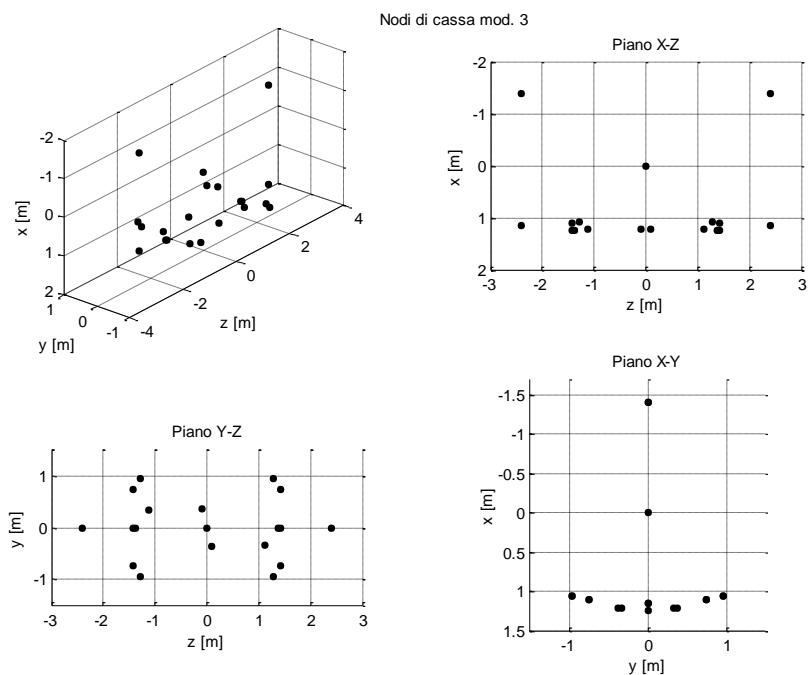 Nodi di cassa mod. 3
-2
-1
0
1
2
x [m]
1
0
-1
y [m]
-4
-2
0
2
4
z [m]
Piano X-Z
-2
-1
0
1
2
x [m]
-3 -2 -1 0 1 2 3
z [m]
Piano Y-Z
1
0
-1
y [m]
-3 -2 -1 0 1 2 3
z [m]
Piano X-Y
-1.5
-1
-0.5
0
0.5
1
1.5
x [m]
-1 0 1
y [m]